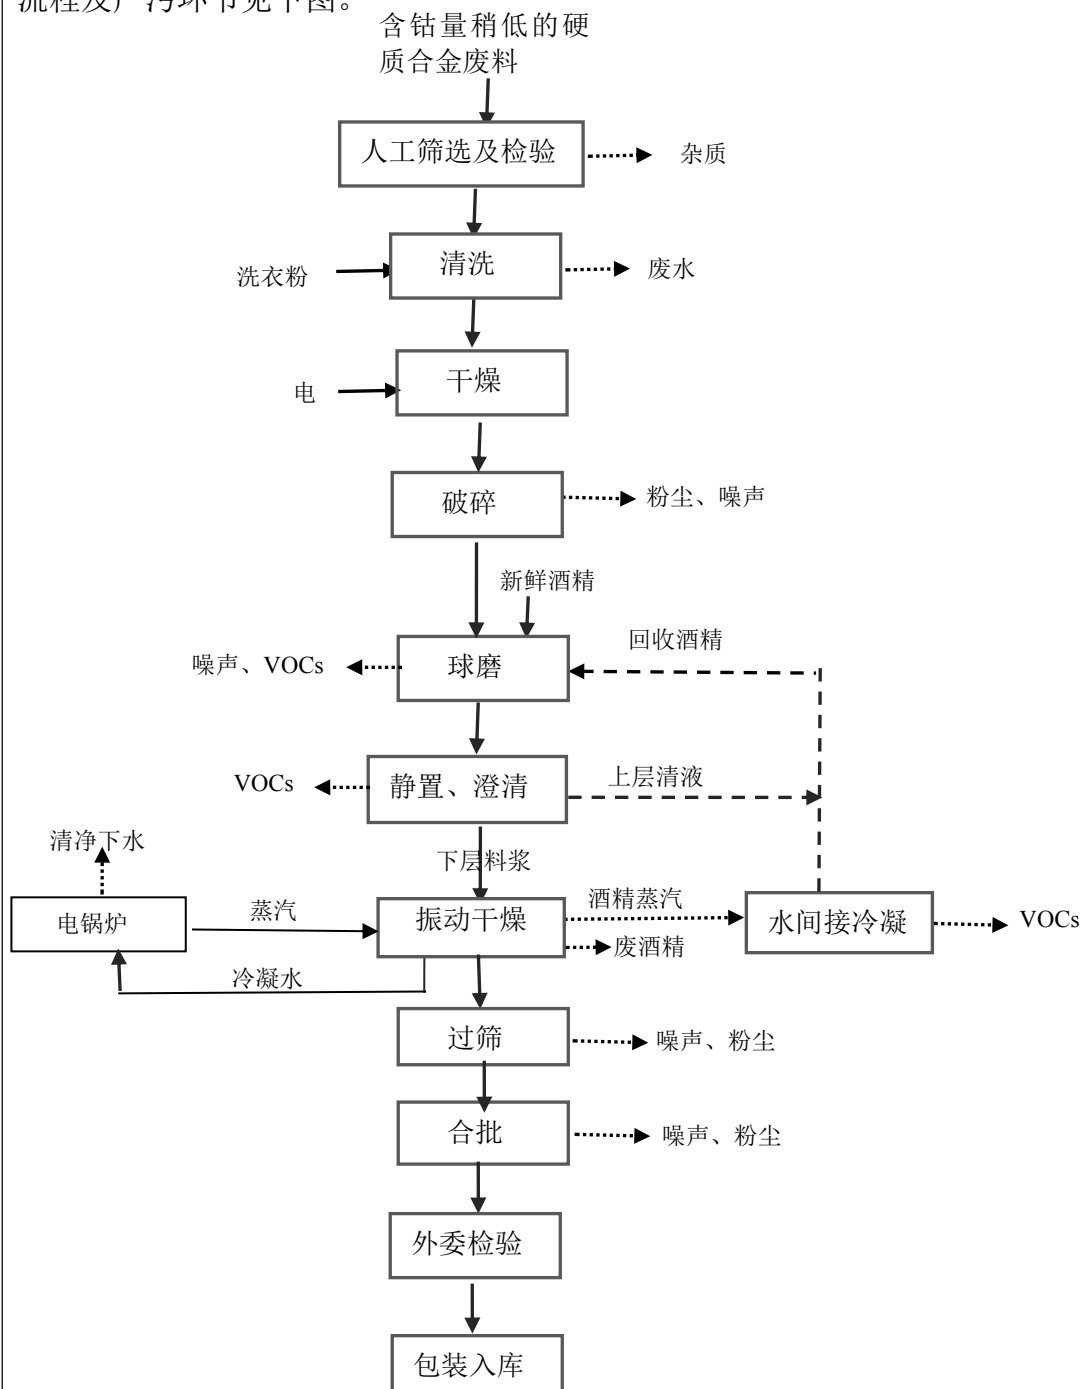 流程及产污环节见下图。
含钴量稍低的硬
质合金废料
人工筛选及检验
杂质
清洗
洗衣粉
废水
干燥
电
破碎
粉尘、噪声
新鲜酒精
回收酒精
球磨
噪声、VOCs
静置、澄清
VOCs
上层清液
清净下水
下层料浆
电锅炉
蒸汽
振动干燥
酒精蒸汽
水间接冷凝
VOCs
废酒精
冷凝水
过筛
噪声、粉尘
合批
噪声、粉尘
外委检验
包装入库